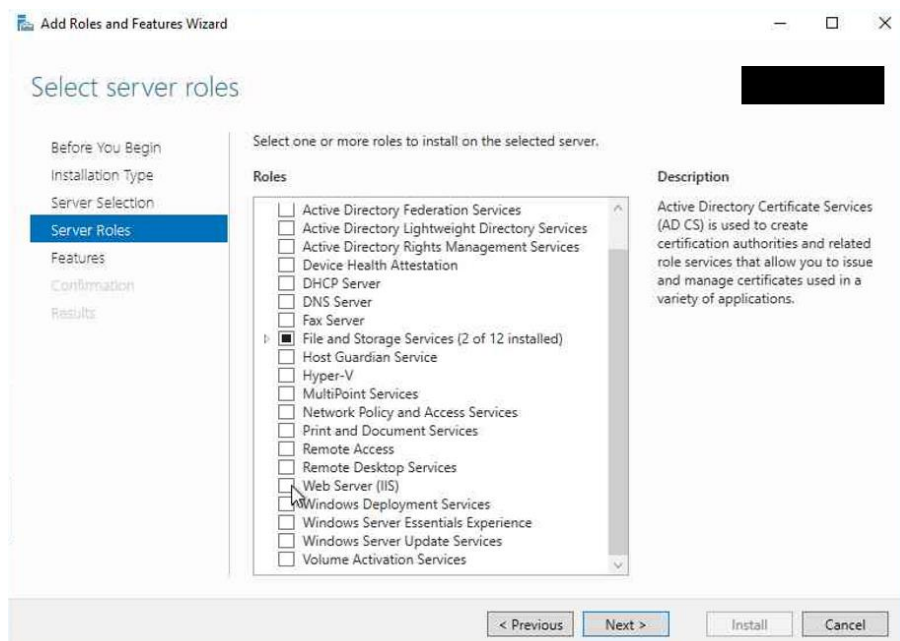 Add Roles and Features Wizard
Select server roles
Before You Begin
Installation Type
Server Selection
Server Roles
Features
Confirmation
Results
Select one or more roles to install on the selected server.
Roles
Active Directory Federation Services
Active Directory Lightweight Directory Services
Active Directory Rights Management Services
Device Health Attestation
DHCP Server
DNS Server
Fax Server
File and Storage Services (2 of 12 installed)
Host Guardian Service
Hyper-V
MultiPoint Services
Network Policy and Access Services
Print and Document Services
Remote Access
Remote Desktop Services
Web Server (IIS)
Windows Deployment Services
Windows Server Essentials Experience
Windows Server Update Services
Volume Activation Services
Description
Active Directory Certificate Services
(AD CS) is used to create
certification authorities and related
role services that allow you to issue
and manage certificates used in a
variety of applications.
< Previous
Next >
Install
Cancel